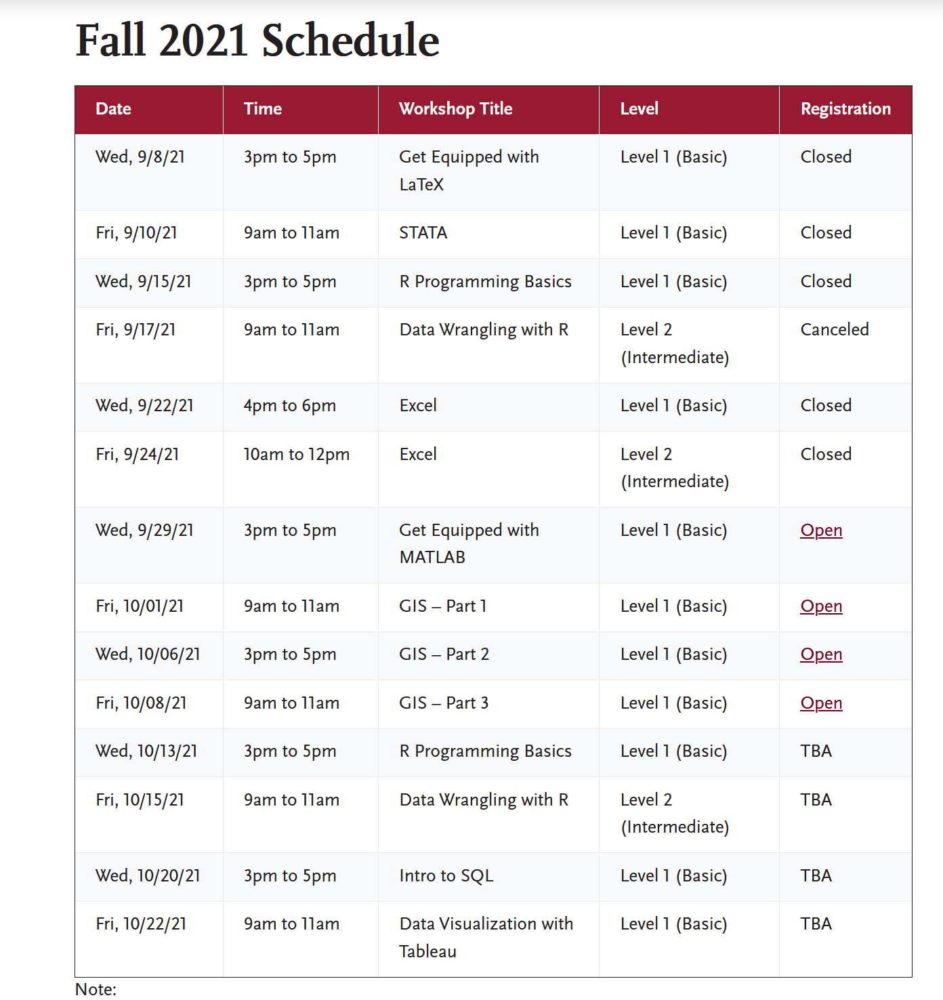 Fall 2021 Schedule
Date Time Workshop Title Level Registration
Wed, 9/8/21 3pm to 5pm Get Equipped with Level 1 (Basic) Closed
LaTeX
Fri, 9/10/21 9am to 11am STATA Level 1 (Basic) Closed
Wed, 9/15/21 3pm to 5pm R Programming Basics Level 1 (Basic) Closed
Fri, 9/17/21 9am to 11am Data Wrangling with R Level 2 Canceled
(Intermediate)
Wed, 9/22/21 4pm to 6pm Excel Level 1 (Basic) Closed
Fri, 9/24/21 10am to 12pm Excel Level 2 Closed
(Intermediate)
Wed, 9/29/21 3pm to 5pm Get Equipped with Level 1 (Basic) Open
MATLAB
Fri, 10/01/21 9am to 11am GIS – Part 1 Level 1 (Basic) Open
Wed, 10/06/21 3pm to 5pm GIS – Part 2 Level 1 (Basic) Open
Fri, 10/08/21 9am to 11am GIS – Part 3 Level 1 (Basic) Open
Wed, 10/13/21 3pm to 5pm R Programming Basics Level 1 (Basic) TBA
Fri, 10/15/21 9am to 11am Data Wrangling with R Level 2 TBA
(Intermediate)
Wed, 10/20/21 3pm to 5pm Intro to SQL Level 1 (Basic) TBA
Fri, 10/22/21 9am to 11am Data Visualization with Level 1 (Basic) TBA
Tableau
Note: